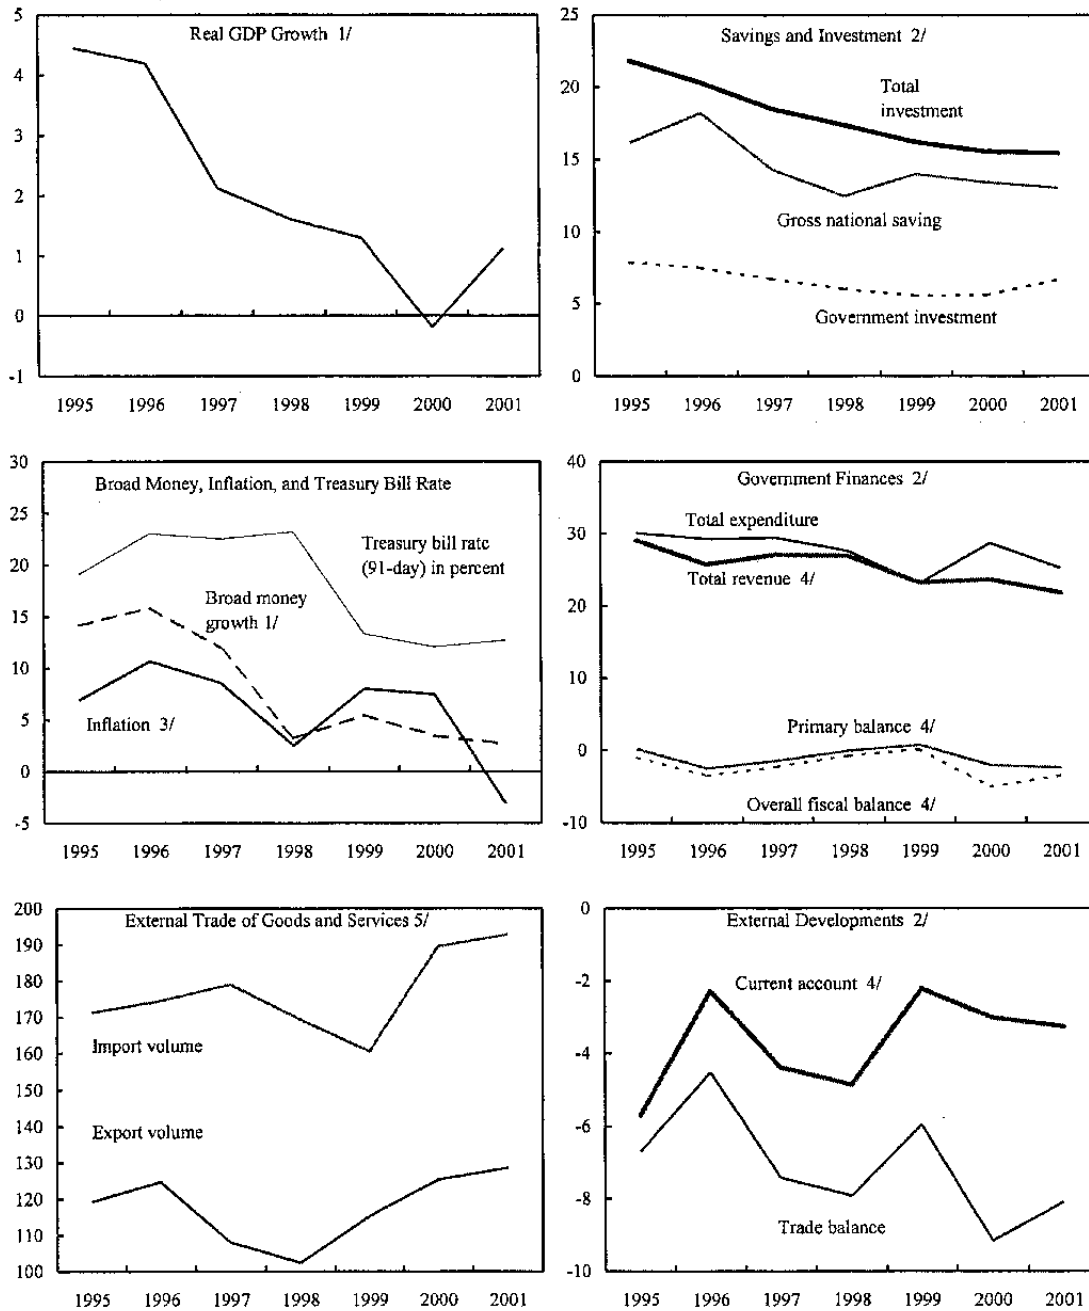 Real GDP Growth 1/
5
4
3
2
1
0
-1
1995 1996 1997 1998 1999 2000 2001
Savings and Investment 2/
25
20
15
10
5
0
Total
investment
Gross national saving
Government investment
1995 1996 1997 1998 1999 2000 2001
Broad Money, Inflation, and Treasury Bill Rate
30
25
20
15
10
5
0
-5
Treasury bill rate
(91-day) in percent
Broad money
growth 1/
Inflation 3/
1995 1996 1997 1998 1999 2000 2001
Government Finances 2/
40
30
20
10
0
-10
Total expenditure
Total revenue 4/
Primary balance 4/
Overall fiscal balance 4/
1995 1996 1997 1998 1999 2000 2001
External Trade of Goods and Services 5/
200
190
180
170
160
150
140
130
120
110
100
Import volume
Export volume
1995 1996 1997 1998 1999 2000 2001
External Developments 2/
0
-2
-4
-6
-8
-10
Current account 4/
Trade balance
1995 1996 1997 1998 1999 2000 2001